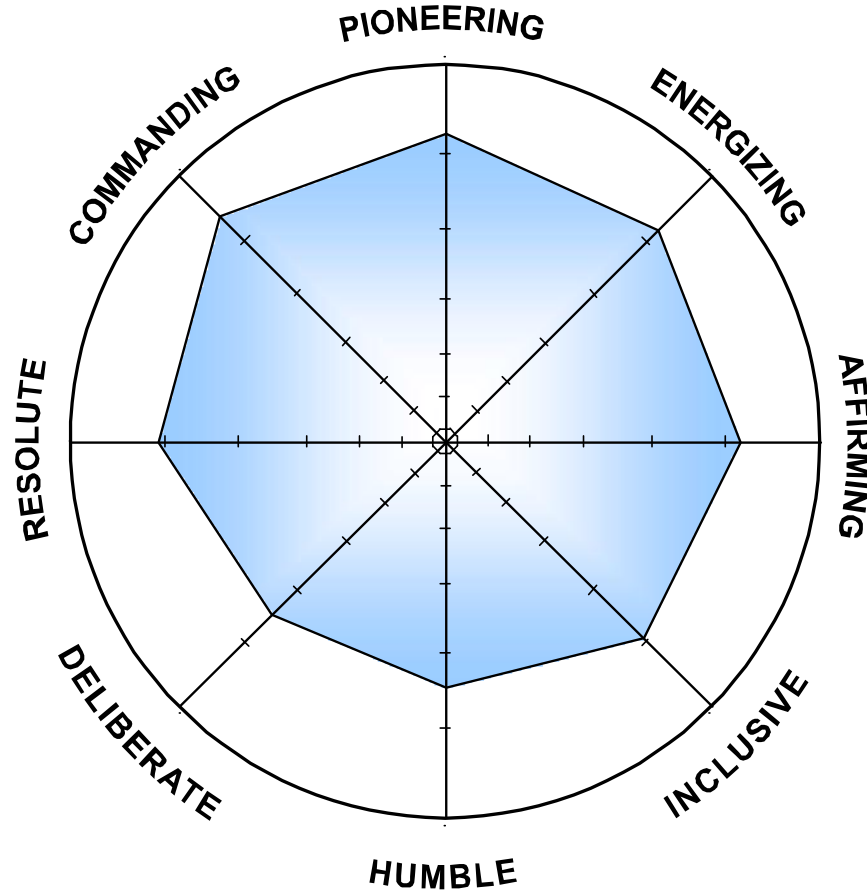 PIONEERING
ENERGIZING
AFFIRMING
INCLUSIVE
HUMBLE
DELIBERATE
RESOLUTE
COMMANDING